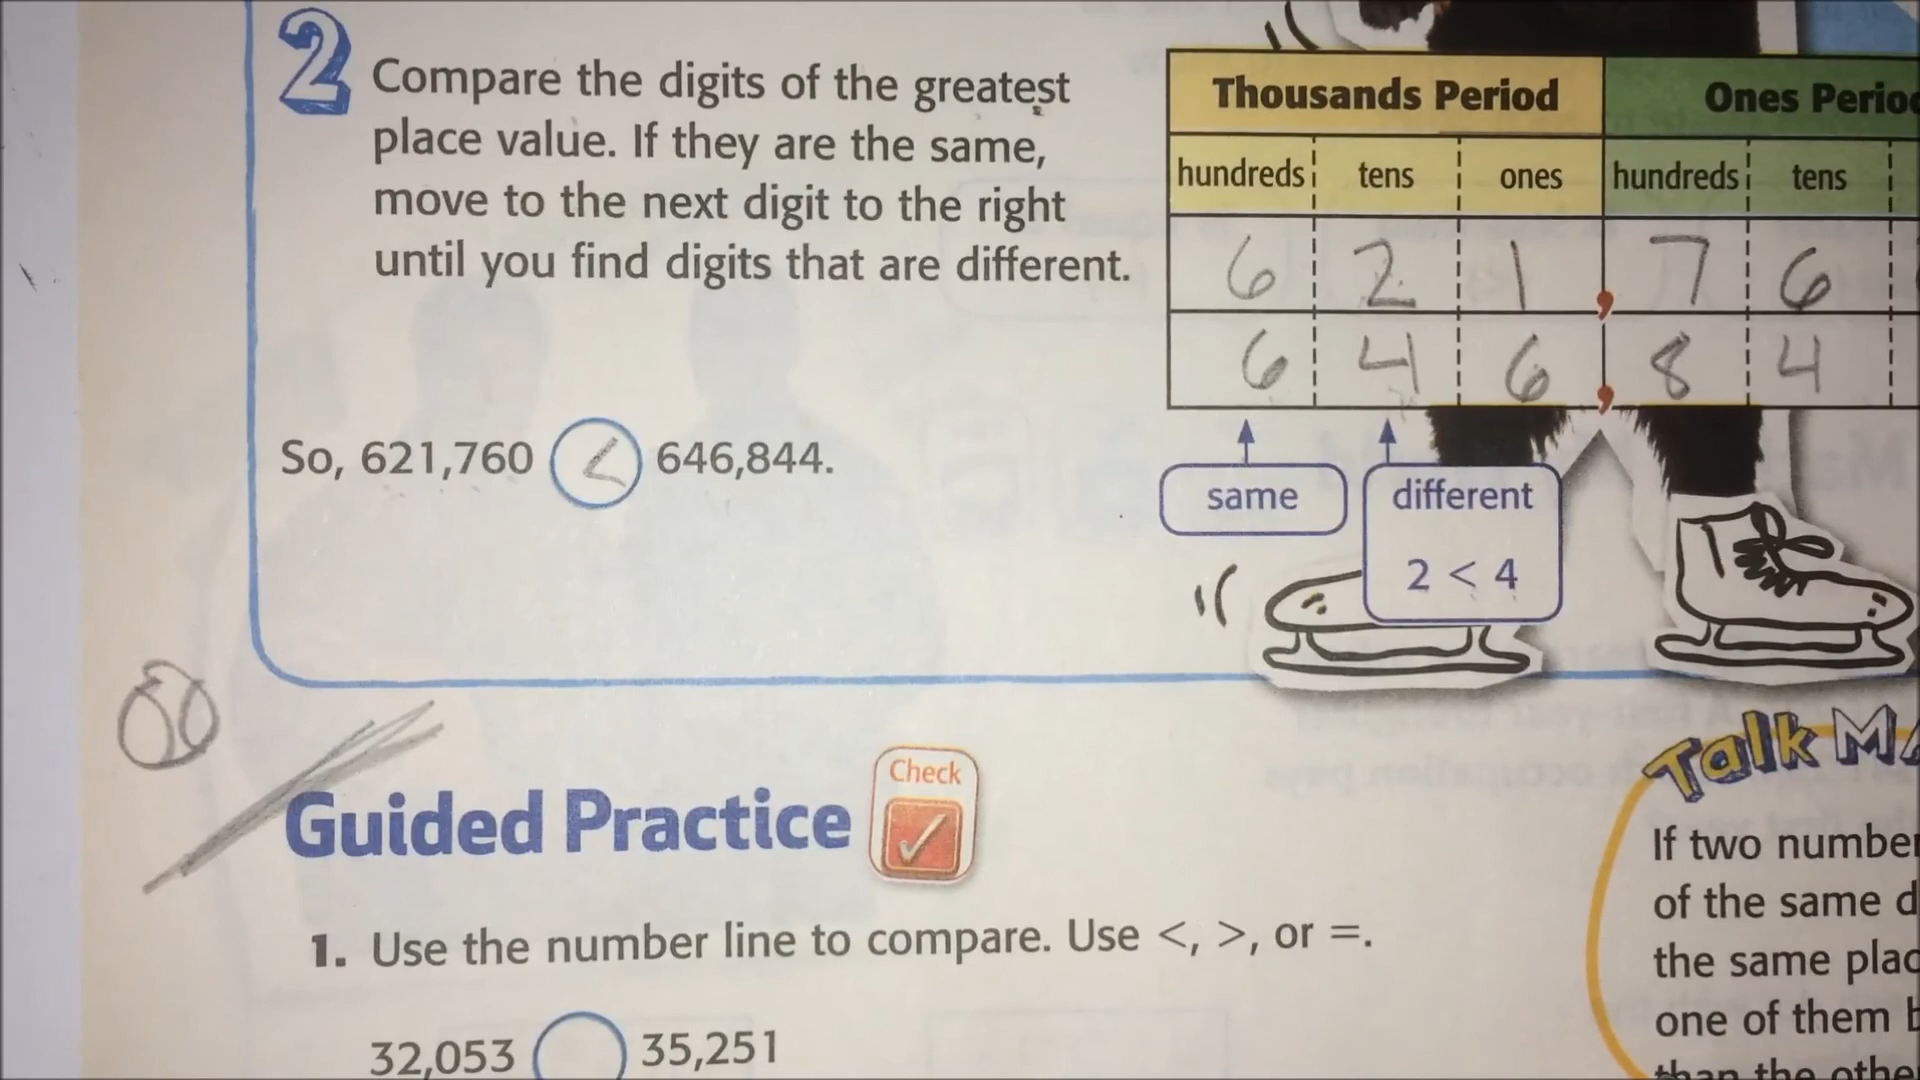 2
Compare the digits of the greatest
place value. If they are the same,
move to the next digit to the right
until you find digits that are different.
So, 621,760 < 646,844.
Thousands Period Ones Perio
hundreds tens ones hundreds tens
6 2 1 , 7 6
6 4 6 , 8 4
same different
2 < 4
Guided Practice
Check
1. Use the number line to compare. Use <, >, or =.
32,053 35,251
Talk M
If two number
of the same d
the same plac
one of them b
than the other